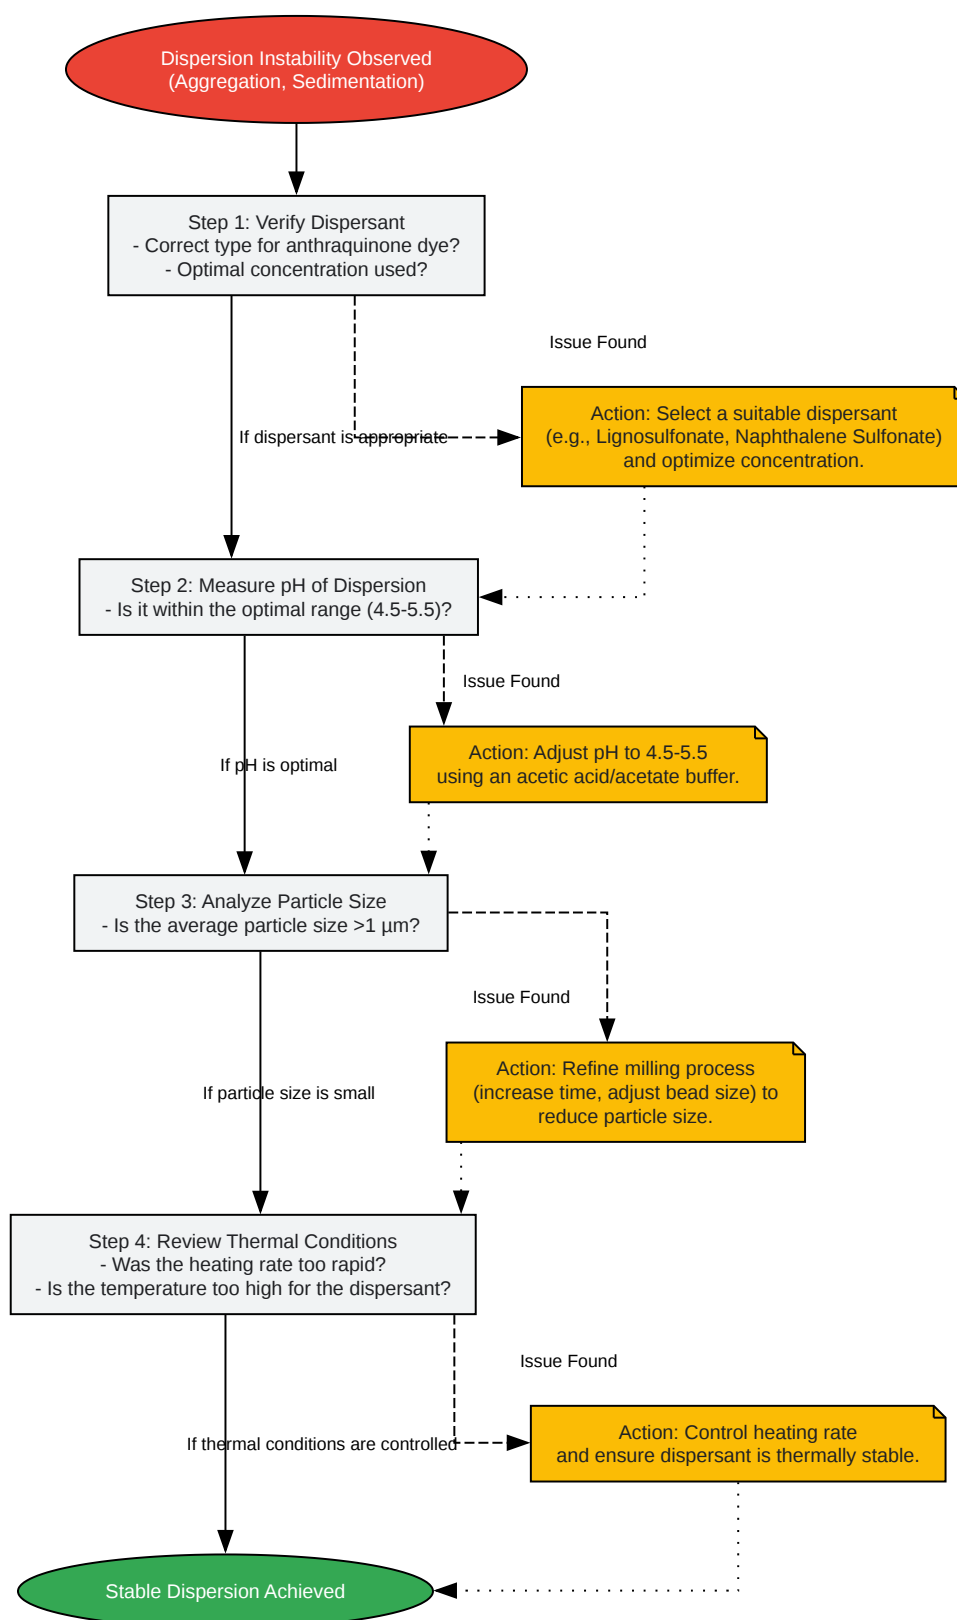 Dispersion Instability Observed
(Aggregation, Sedimentation)
Step 1: Verify Dispersant
- Correct type for anthraquinone dye?
- Optimal concentration used?
Issue Found
Action: Select a suitable dispersant
(e.g., Lignosulfonate, Naphthalene Sulfonate)
and optimize concentration.
If dispersant is appropriate
Step 2: Measure pH of Dispersion
- Is it within the optimal range (4.5-5.5)?
Issue Found
Action: Adjust pH to 4.5-5.5
using an acetic acid/acetate buffer.
If pH is optimal
Step 3: Analyze Particle Size
- Is the average particle size >1 µm?
Issue Found
Action: Refine milling process
(increase time, adjust bead size) to
reduce particle size.
If particle size is small
Step 4: Review Thermal Conditions
- Was the heating rate too rapid?
- Is the temperature too high for the dispersant?
Issue Found
Action: Control heating rate
and ensure dispersant is thermally stable.
If thermal conditions are controlled
Stable Dispersion Achieved